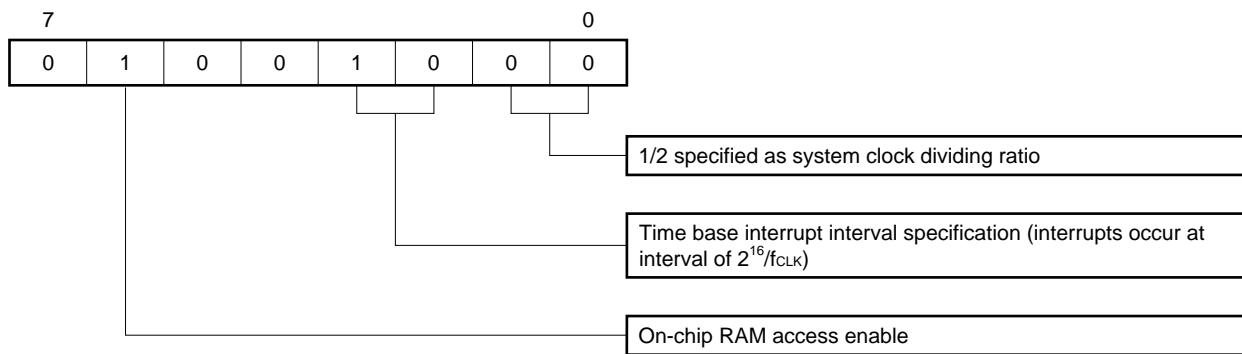 7 0
0 1 0 0 1 0 0 0
1/2 specified as system clock dividing ratio
Time base interrupt interval specification (interrupts occur at
interval of 2¹⁶/fCLK)
On-chip RAM access enable